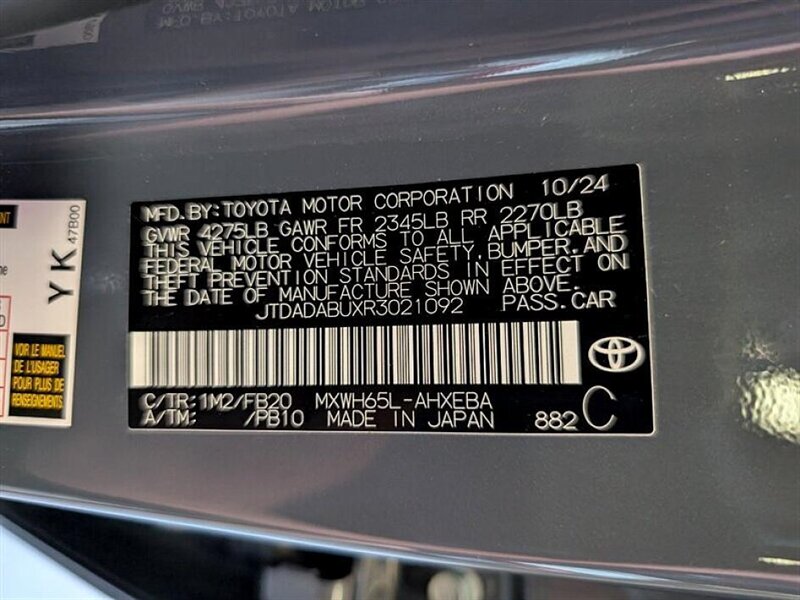 MFD.BY:TOYOTA MOTOR CORPORATION 10/24
GVWR 4275LB GAWR FR 2345LB RR 2270LB
THIS VEHICLE CONFORMS TO ALL APPLICABLE
FEDERAL MOTOR VEHICLE SAFETY,BUMPER,AND
THEFT PREVENTION STANDARDS IN EFFECT ON
THE DATE OF MANUFACTURE SHOWN ABOVE.
JTDADABUXR3021092 PASS.CAR
C/TR:1M2/FB20 MXWH65L-AHXEBA
A/TM: /PB10 MADE IN JAPAN 882 C
YK 47B00
VOIR LE MANUEL
DE L'USAGER
POUR PLUS DE
RENSEIGNEMENTS